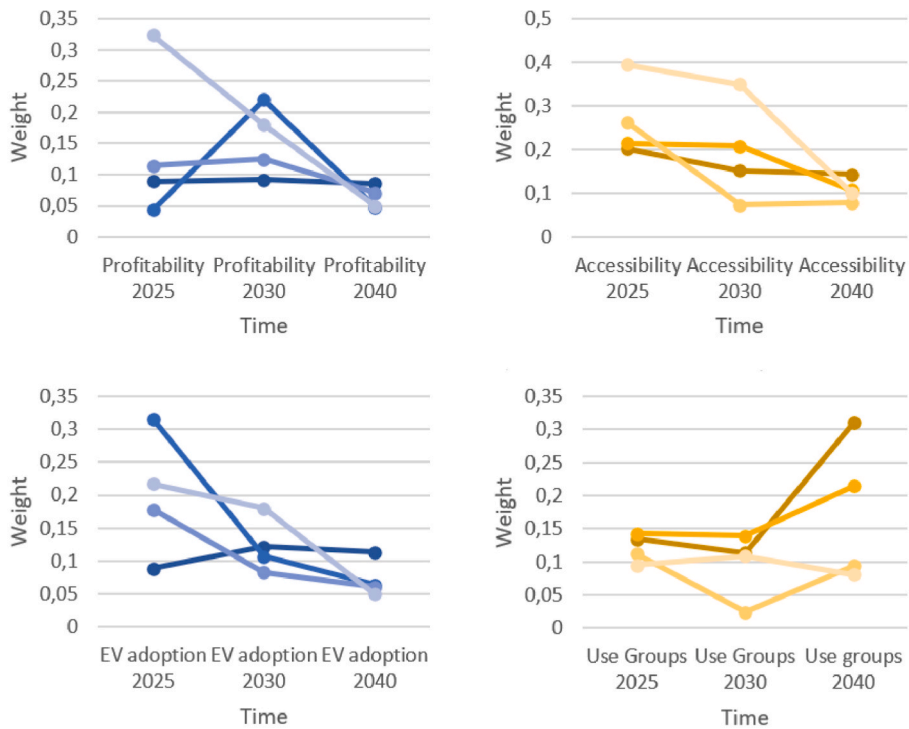 0,35
0,3
0,25
0,2
0,15
0,1
0,05
0
Weight
Profitability Profitability Profitability
2025 2030 2040
Time
0,5
0,4
0,3
0,2
0,1
0
Weight
Accessibility Accessibility Accessibility
2025 2030 2040
Time
0,35
0,3
0,25
0,2
0,15
0,1
0,05
0
Weight
EV adoption EV adoption EV adoption
2025 2030 2040
Time
0,35
0,3
0,25
0,2
0,15
0,1
0,05
0
Weight
Use Groups Use Groups Use groups
2025 2030 2040
Time